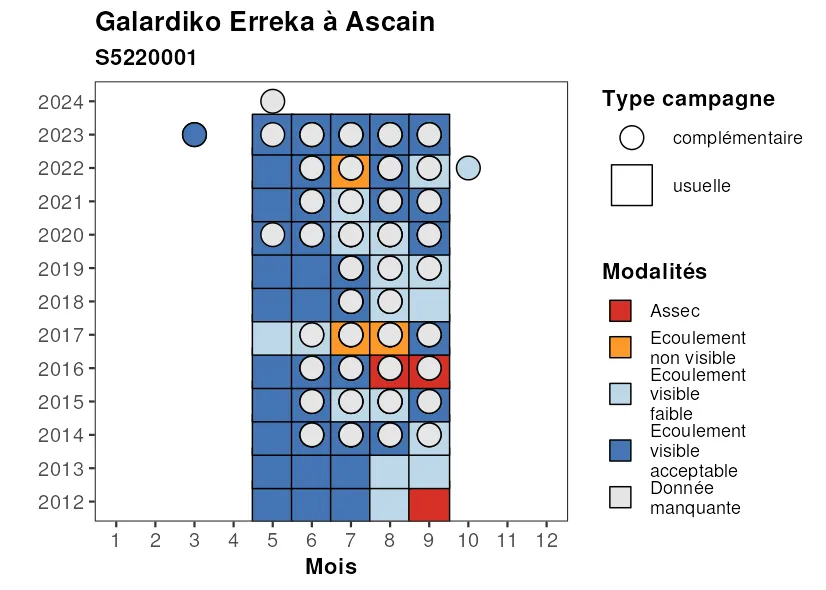 Galardiko Erreka à Ascain
S5220001
2024
2023
2022
2021
2020
2019
2018
2017
2016
2015
2014
2013
2012
1 2 3 4 5 6 7 8 9 10 11 12
Mois
Type campagne
complémentaire
usuelle
Modalités
Assec
Ecoulement
non visible
Ecoulement
visible
faible
Ecoulement
visible
acceptable
Donnée
manquante